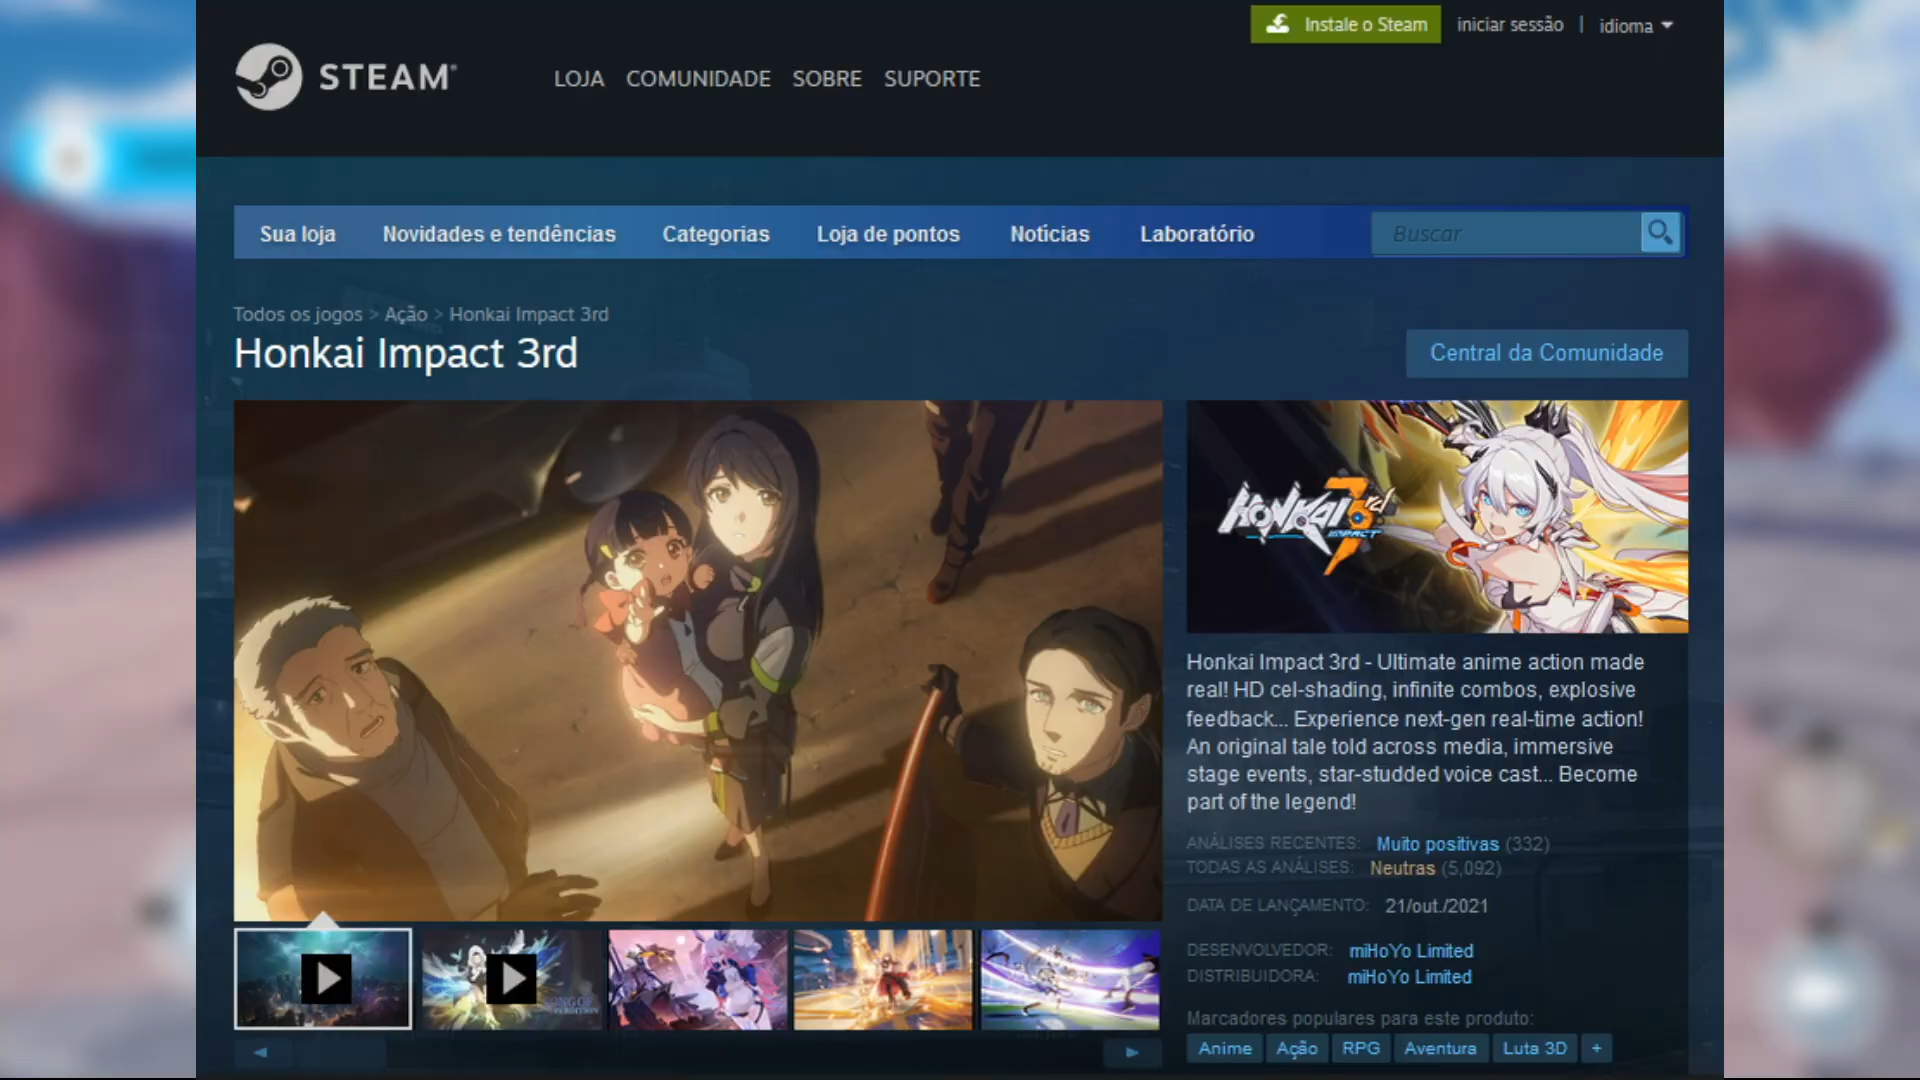 Instale o Steam
iniciar sessão | idioma
STEAM
LOJA COMUNIDADE SOBRE SUPORTE
Sua loja Novidades e tendências Categorias Loja de pontos Notícias Laboratório Buscar
Todos os jogos > Ação > Honkai Impact 3rd
Honkai Impact 3rd
Central da Comunidade
HONKAI 3rd
IMPACT
Honkai Impact 3rd - Ultimate anime action made
real! HD cel-shading, infinite combos, explosive
feedback... Experience next-gen real-time action!
An original tale told across media, immersive
stage events, star-studded voice cast... Become
part of the legend!
ANÁLISES RECENTES: Muito positivas (332)
TODAS AS ANÁLISES: Neutras (5,092)
DATA DE LANÇAMENTO: 21/out./2021
DESENVOLVEDOR: miHoYo Limited
DISTRIBUIDORA: miHoYo Limited
Marcadores populares para este produto:
Anime Ação RPG Aventura Luta 3D +